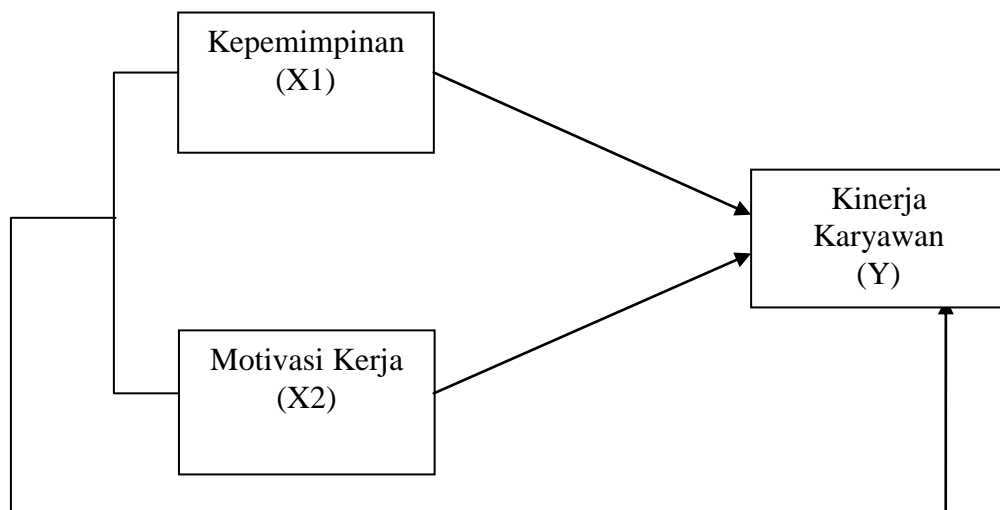 Kepemimpinan
(X1)
Kinerja
Karyawan
(Y)
Motivasi Kerja
(X2)